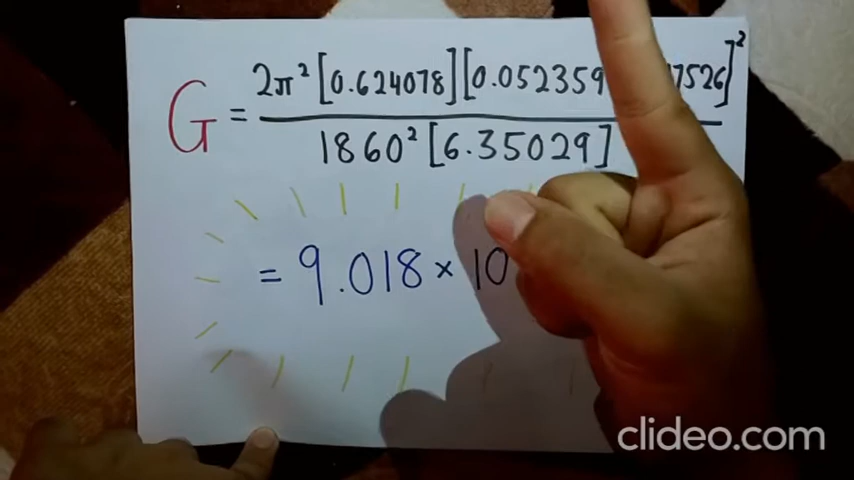 G = 2π² [0.624078] [0.052359 7526]²
1860² [6.35029]
= 9.018 × 10
clideo.com